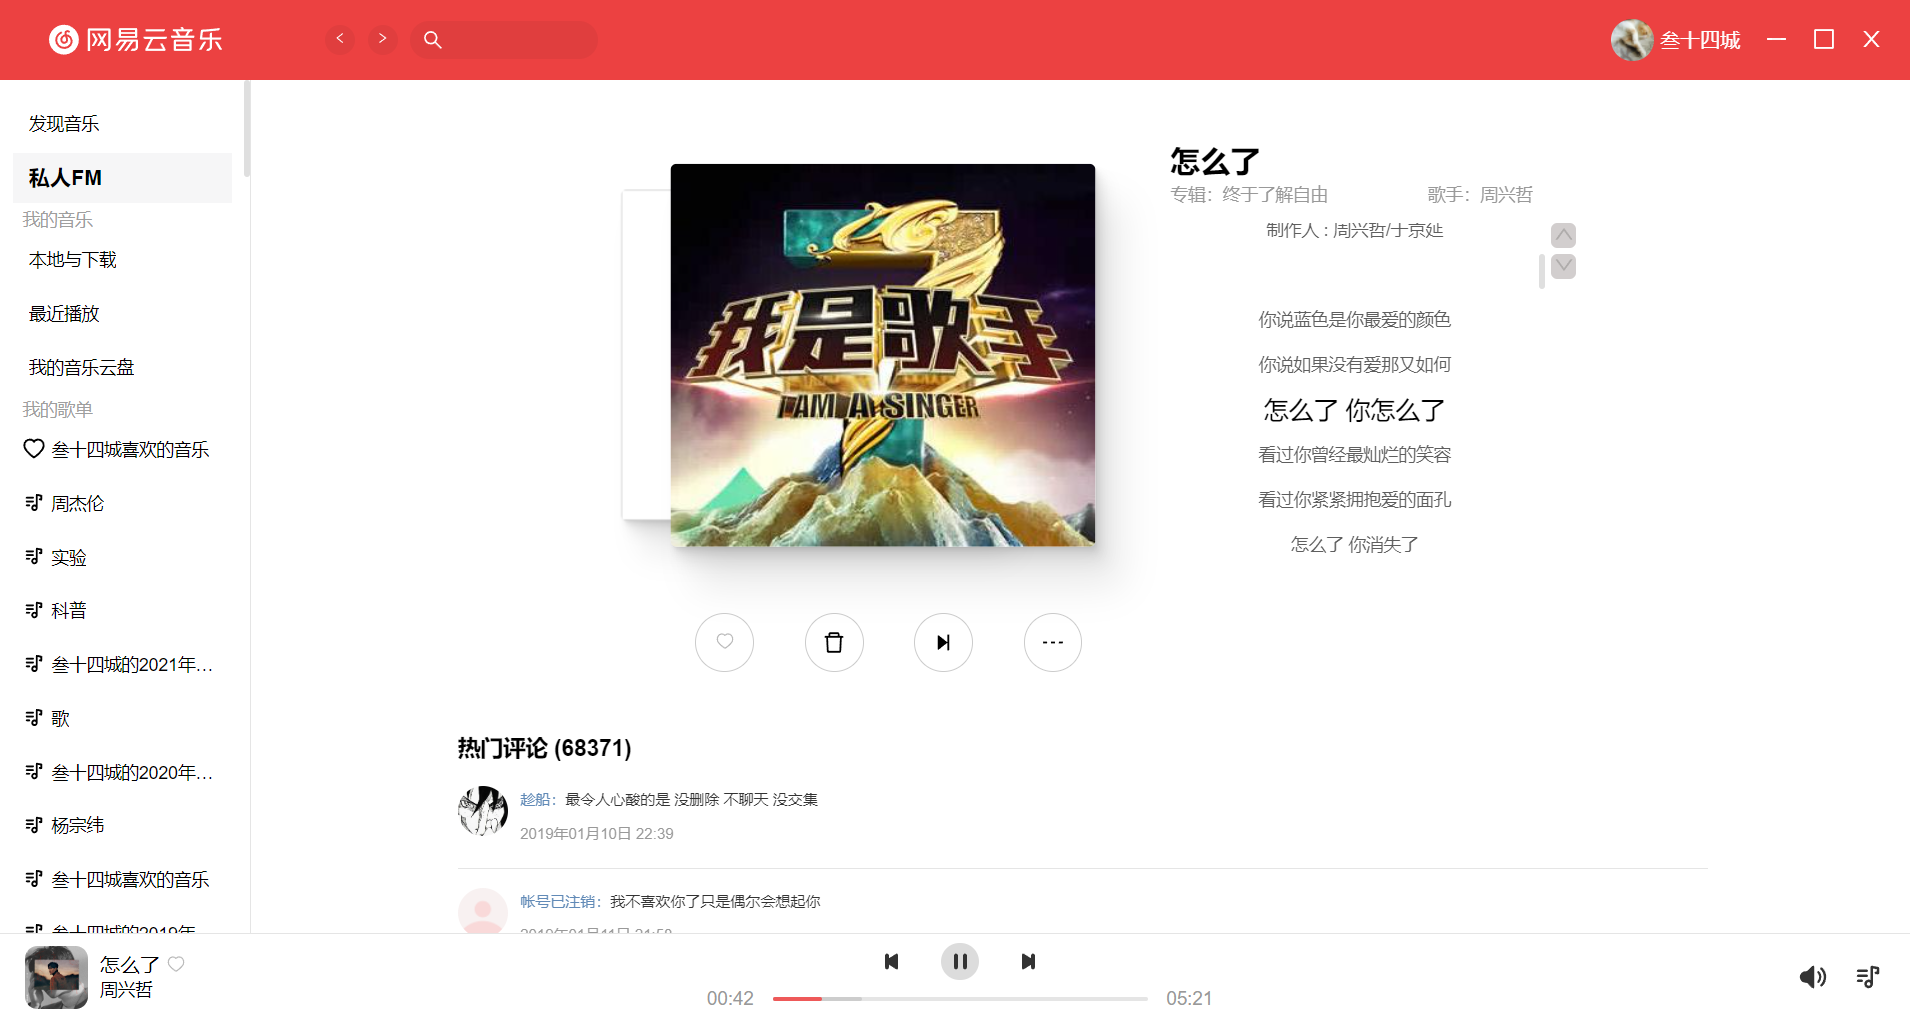 网易云音乐
叁十四城
发现音乐
私人FM
我的音乐
本地与下载
最近播放
我的音乐云盘
我的歌单
叁十四城喜欢的音乐
周杰伦
实验
科普
叁十四城的2021年…
歌
叁十四城的2020年…
杨宗纬
叁十四城喜欢的音乐
叁十四城的2019年
我是歌手
I AM A SINGER
怎么了
专辑：终于了解自由 歌手：周兴哲
制作人 : 周兴哲/于京延
你说蓝色是你最爱的颜色
你说如果没有爱那又如何
怎么了 你怎么了
看过你曾经最灿烂的笑容
看过你紧紧拥抱爱的面孔
怎么了 你消失了
热门评论 (68371)
趁船：最令人心酸的是 没删除 不聊天 没交集
2019年01月10日 22:39
帐号已注销：我不喜欢你了只是偶尔会想起你
怎么了
周兴哲
00:42
05:21